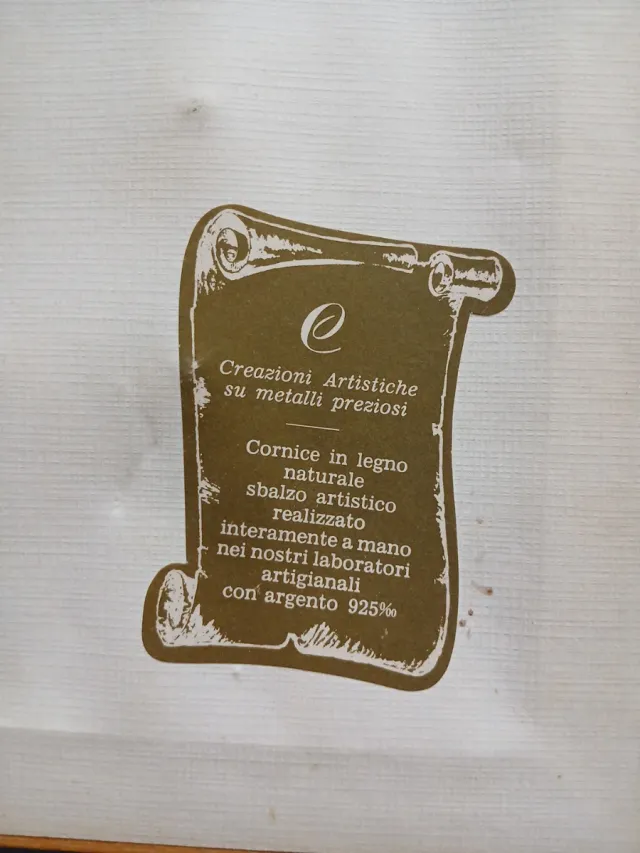 e
Creazioni Artistiche
su metalli preziosi
Cornice in legno
naturale
sbalzo artistico
realizzato
interamente a mano
nei nostri laboratori
artigianali
con argento 925‰